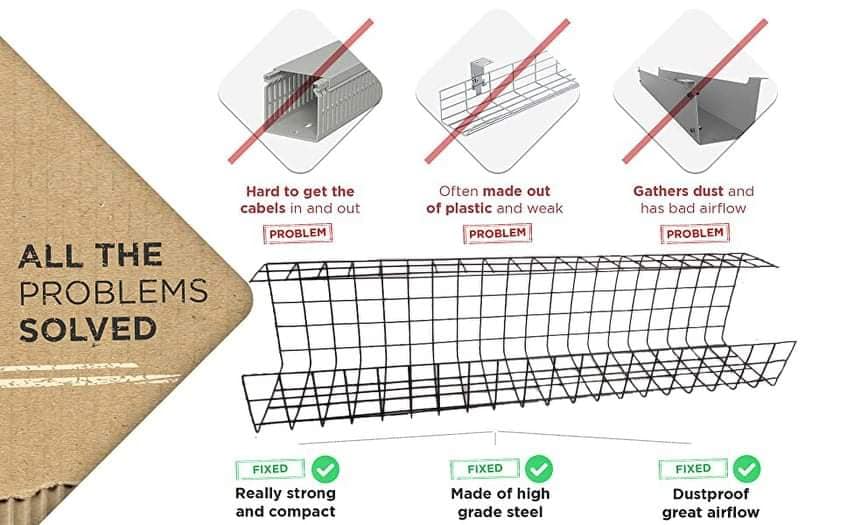 ALL THE
PROBLEMS
SOLVED
Hard to get the
cabels in and out
PROBLEM
Often made out
of plastic and weak
PROBLEM
Gathers dust and
has bad airflow
PROBLEM
FIXED
Really strong
and compact
FIXED
Made of high
grade steel
FIXED
Dustproof
great airflow